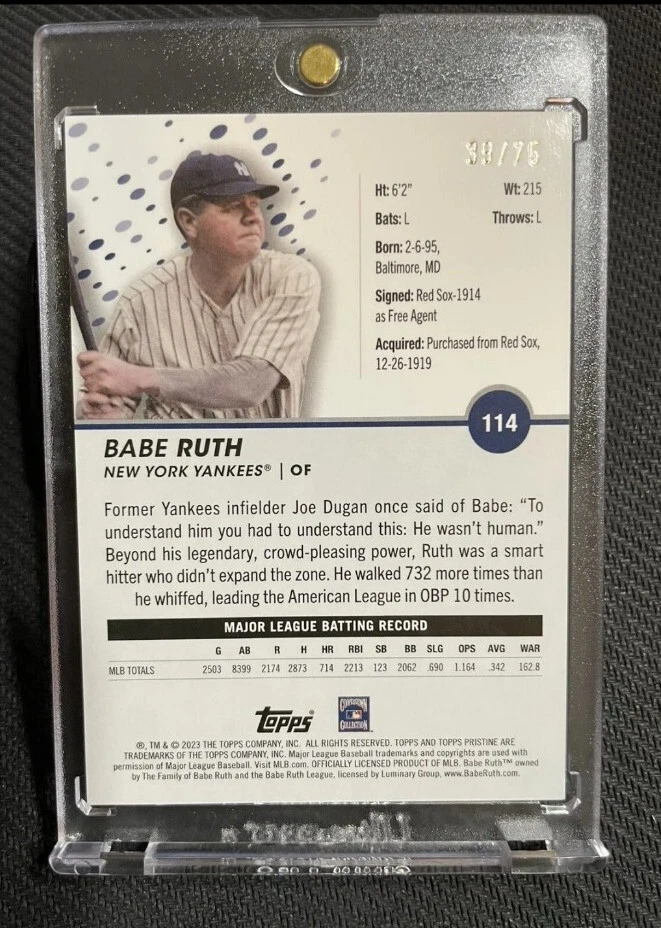 39/75
Ht: 6'2" Wt: 215
Bats: L Throws: L
Born: 2-6-95,
Baltimore, MD
Signed: Red Sox-1914
as Free Agent
Acquired: Purchased from Red Sox,
12-26-1919
114
BABE RUTH
NEW YORK YANKEES® | OF
Former Yankees infielder Joe Dugan once said of Babe: “To
understand him you had to understand this: He wasn't human.”
Beyond his legendary, crowd-pleasing power, Ruth was a smart
hitter who didn't expand the zone. He walked 732 more times than
he whiffed, leading the American League in OBP 10 times.
MAJOR LEAGUE BATTING RECORD
G AB R H HR RBI SB BB SLG OPS AVG WAR
MLB TOTALS 2503 8399 2174 2873 714 2213 123 2062 .690 1.164 .342 162.8
topps COOPERSTOWN
COLLECTION
®, TM & © 2023 THE TOPPS COMPANY, INC. ALL RIGHTS RESERVED. TOPPS AND TOPPS PRISTINE ARE
TRADEMARKS OF THE TOPPS COMPANY, INC. Major League Baseball trademarks and copyrights are used with
permission of Major League Baseball. Visit MLB.com. OFFICIALLY LICENSED PRODUCT OF MLB. Babe Ruth™ owned
by The Family of Babe Ruth and the Babe Ruth League, licensed by Luminary Group, www.BabeRuth.com.